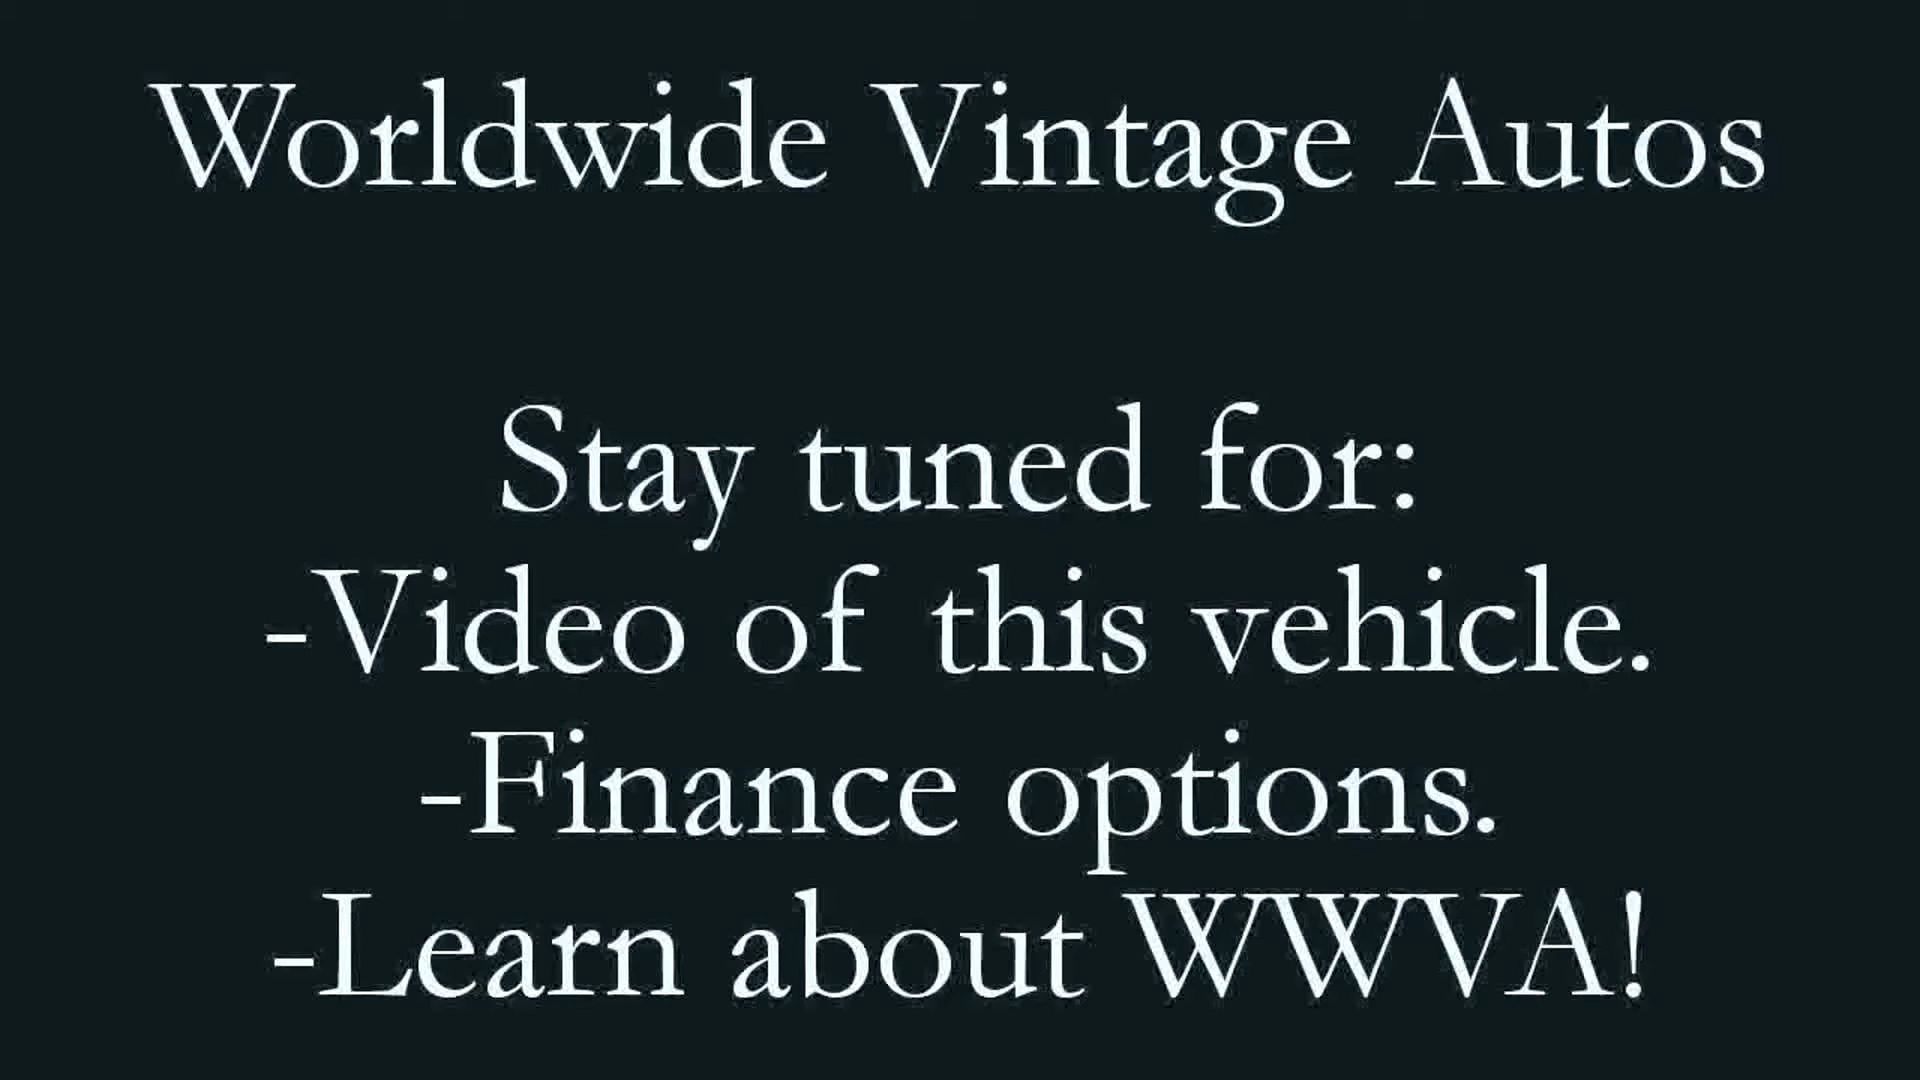 Worldwide Vintage Autos
Stay tuned for:
-Video of this vehicle.
-Finance options.
-Learn about WWVA!